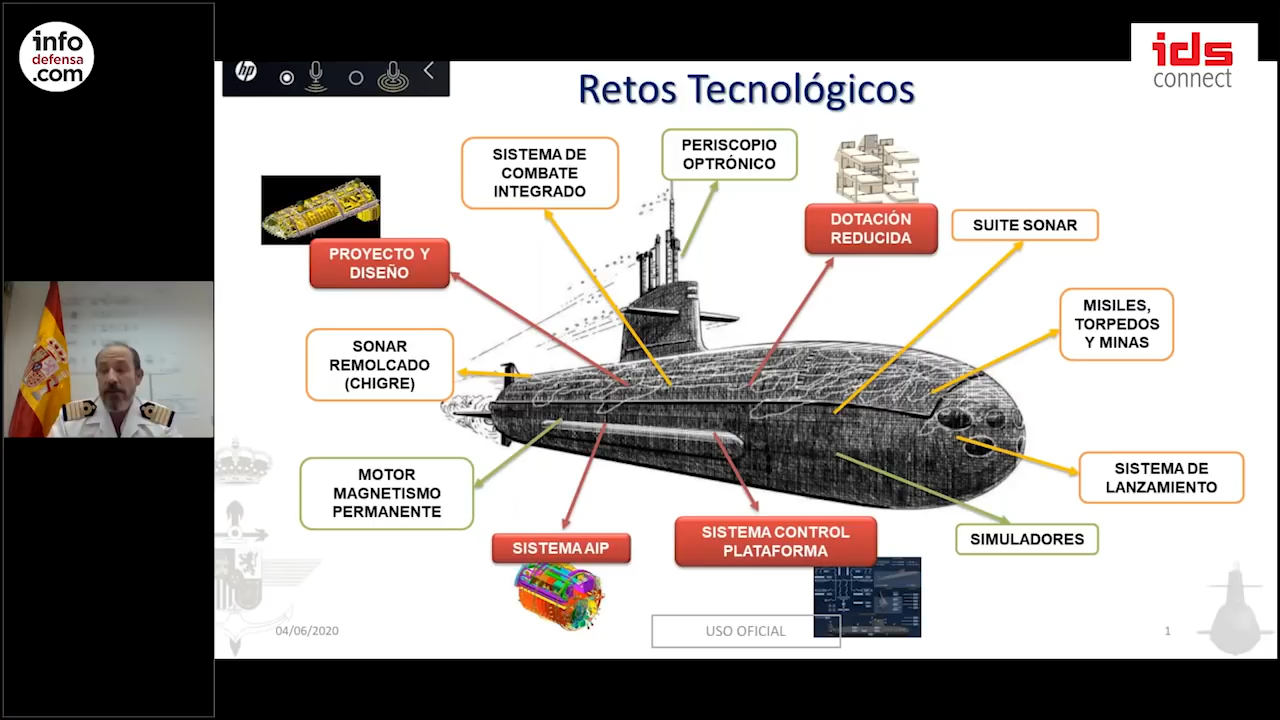 info
defensa
.com
ids
connect
hp
Retos Tecnológicos
SISTEMA DE
COMBATE
INTEGRADO
PERISCOPIO
OPTRÓNICO
DOTACIÓN
REDUCIDA
SUITE SONAR
PROYECTO Y
DISEÑO
MISILES,
TORPEDOS
Y MINAS
SONAR
REMOLCADO
(CHIGRE)
MOTOR
MAGNETISMO
PERMANENTE
SISTEMA DE
LANZAMIENTO
SISTEMA AIP
SISTEMA CONTROL
PLATAFORMA
SIMULADORES
04/06/2020
USO OFICIAL
1